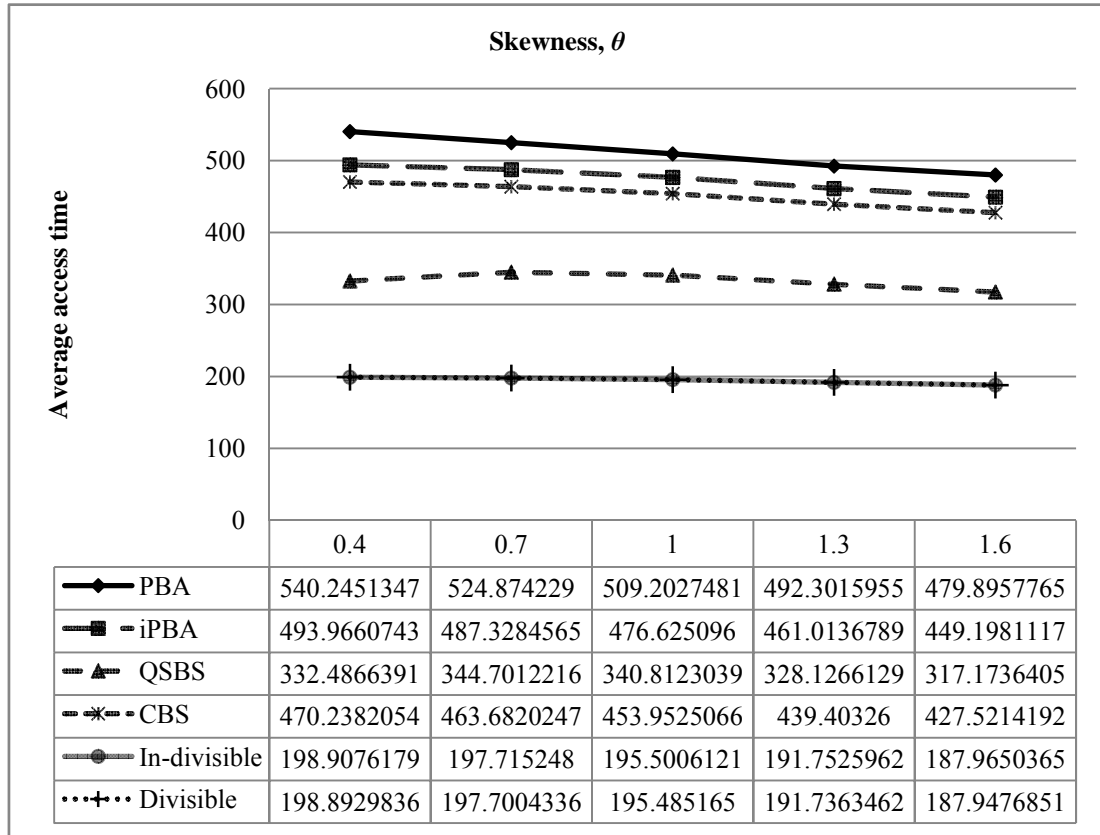 Skewness, θ
Average access time
600
500
400
300
200
100
0
0.4 0.7 1 1.3 1.6
PBA 540.2451347 524.874229 509.2027481 492.3015955 479.8957765
iPBA 493.9660743 487.3284565 476.625096 461.0136789 449.1981117
QSBS 332.4866391 344.7012216 340.8123039 328.1266129 317.1736405
CBS 470.2382054 463.6820247 453.9525066 439.40326 427.5214192
In-divisible 198.9076179 197.715248 195.5006121 191.7525962 187.9650365
Divisible 198.8929836 197.7004336 195.485165 191.7363462 187.9476851